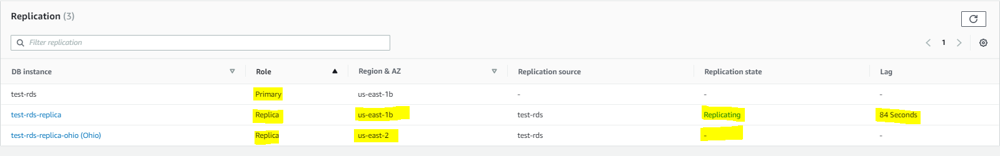 Replication (3)
Filter replication
1
DB instance Role Region & AZ Replication source Replication state Lag
test-rds Primary us-east-1b - - -
test-rds-replica Replica us-east-1b test-rds Replicating 84 Seconds
test-rds-replica-ohio (Ohio) Replica us-east-2 test-rds - -